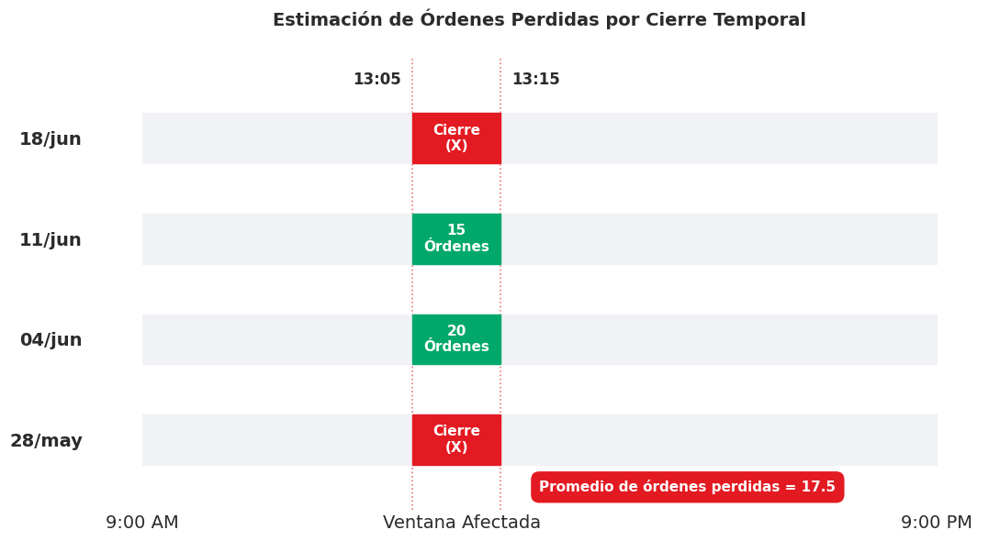 Estimación de Órdenes Perdidas por Cierre Temporal
13:05
13:15
18/jun
Cierre
(X)
11/jun
15
Órdenes
04/jun
20
Órdenes
28/may
Cierre
(X)
Promedio de órdenes perdidas = 17.5
9:00 AM
Ventana Afectada
9:00 PM